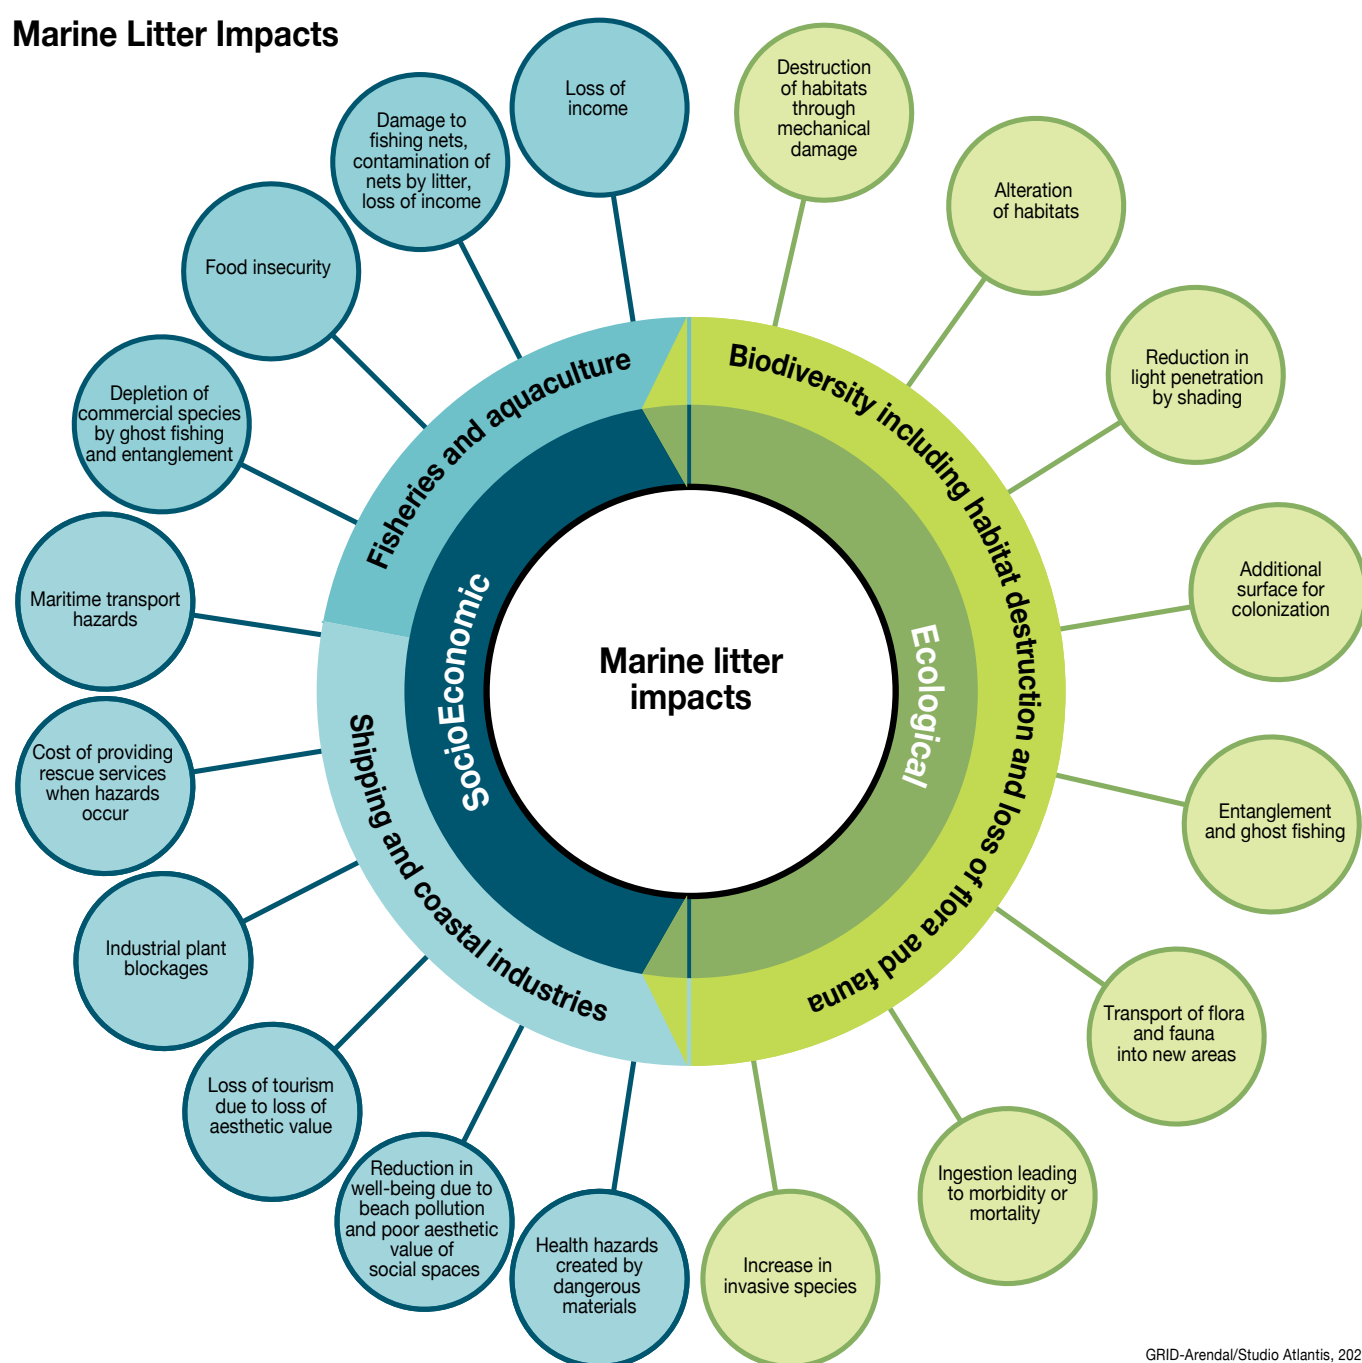 Marine Litter Impacts
Loss of
income
Damage to
fishing nets,
contamination of
nets by litter,
loss of income
Food insecurity
Depletion of
commercial species
by ghost fishing
and entanglement
Maritime transport
hazards
Cost of providing
rescue services
when hazards
occur
Industrial plant
blockages
Loss of tourism
due to loss of
aesthetic value
Reduction in
well-being due to
beach pollution
and poor aesthetic
value of
social spaces
Health hazards
created by
dangerous
materials
Destruction
of habitats
through
mechanical
damage
Alteration
of habitats
Reduction in
light penetration
by shading
Additional
surface for
colonization
Entanglement
and ghost fishing
Transport of flora
and fauna
into new areas
Ingestion leading
to morbidity or
mortality
Increase in
invasive species
Fisheries and aquaculture
Shipping and coastal industries
SocioEconomic
Marine litter
impacts
Ecological
Biodiversity including habitat destruction and loss of flora and fauna
GRID-Arendal/Studio Atlantis, 202